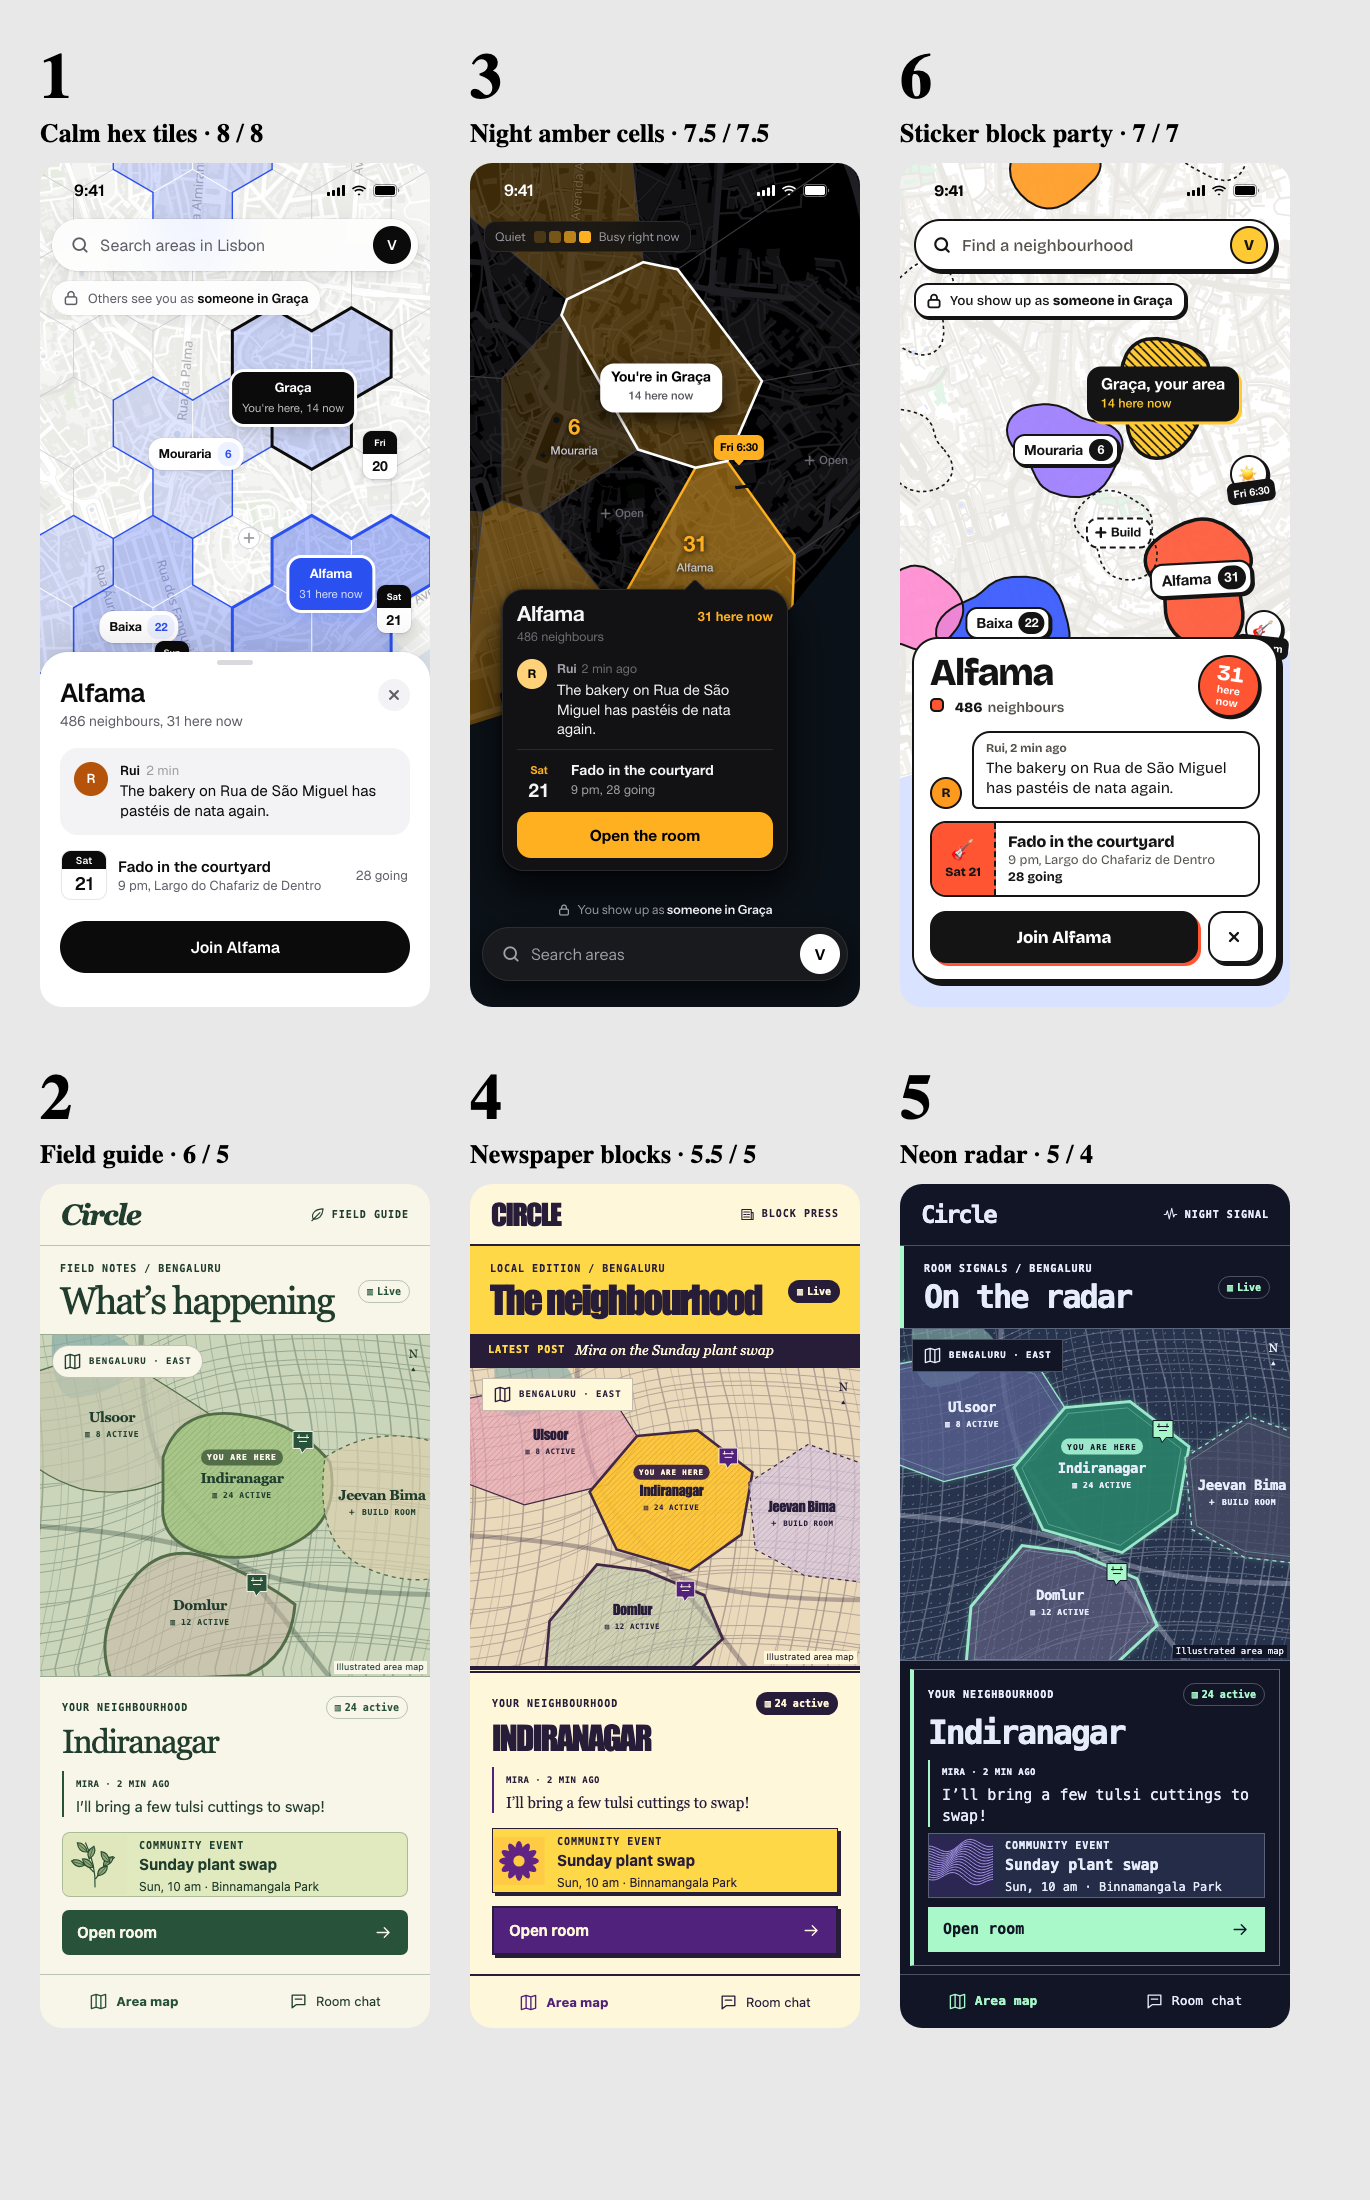 1
Calm hex tiles · 8 / 8
9:41
Search areas in Lisbon
V
Others see you as someone in Graça
Rua da Palma
Graça
You're here, 14 now
Mouraria 6
Fri
20
Alfama
31 here now
Sat
21
Baixa 22
Alfama
486 neighbours, 31 here now
R
Rui 2 min
The bakery on Rua de São Miguel has
pastéis de nata again.
Sat
21
Fado in the courtyard
9 pm, Largo do Chafariz de Dentro
28 going
Join Alfama
3
Night amber cells · 7.5 / 7.5
Avenida
9:41
Quiet
Busy right now
You're in Graça
14 here now
6
Mouraria
Fri 6:30
+ Open
+ Open
31
Alfama
Alfama
31 here now
486 neighbours
R
Rui 2 min ago
The bakery on Rua de São
Miguel has pastéis de nata
again.
Sat
21
Fado in the courtyard
9 pm, 28 going
Open the room
You show up as someone in Graça
Search areas
V
6
Sticker block party · 7 / 7
9:41
Find a neighbourhood
V
You show up as someone in Graça
Graça, your area
14 here now
Mouraria 6
Fri 6:30
+ Build
Alfama 31
Baixa 22
Alfama
31
here
now
486 neighbours
Rui, 2 min ago
The bakery on Rua de São Miguel
has pastéis de nata again.
R
Sat 21
Fado in the courtyard
9 pm, Largo do Chafariz de Dentro
28 going
Join Alfama
2
Field guide · 6 / 5
Circle
FIELD GUIDE
FIELD NOTES / BENGALURU
What's happening
Live
BENGALURU · EAST
N
Ulsoor
8 ACTIVE
YOU ARE HERE
Indiranagar
24 ACTIVE
Jeevan Bima
+ BUILD ROOM
Domlur
12 ACTIVE
Illustrated area map
YOUR NEIGHBOURHOOD
24 active
Indiranagar
MIRA · 2 MIN AGO
I'll bring a few tulsi cuttings to swap!
COMMUNITY EVENT
Sunday plant swap
Sun, 10 am · Binnamangala Park
Open room
Area map
Room chat
4
Newspaper blocks · 5.5 / 5
CIRCLE
BLOCK PRESS
LOCAL EDITION / BENGALURU
The neighbourhood
Live
LATEST POST Mira on the Sunday plant swap
BENGALURU · EAST
N
Ulsoor
8 ACTIVE
YOU ARE HERE
Indiranagar
24 ACTIVE
Jeevan Bima
+ BUILD ROOM
Domlur
12 ACTIVE
Illustrated area map
YOUR NEIGHBOURHOOD
24 active
INDIRANAGAR
MIRA · 2 MIN AGO
I'll bring a few tulsi cuttings to swap!
COMMUNITY EVENT
Sunday plant swap
Sun, 10 am · Binnamangala Park
Open room
Area map
Room chat
5
Neon radar · 5 / 4
Circle
NIGHT SIGNAL
ROOM SIGNALS / BENGALURU
On the radar
Live
BENGALURU · EAST
N
Ulsoor
8 ACTIVE
YOU ARE HERE
Indiranagar
24 ACTIVE
Jeevan Bima
+ BUILD ROOM
Domlur
12 ACTIVE
Illustrated area map
YOUR NEIGHBOURHOOD
24 active
Indiranagar
MIRA · 2 MIN AGO
I'll bring a few tulsi cuttings to
swap!
COMMUNITY EVENT
Sunday plant swap
Sun, 10 am · Binnamangala Park
Open room
Area map
Room chat